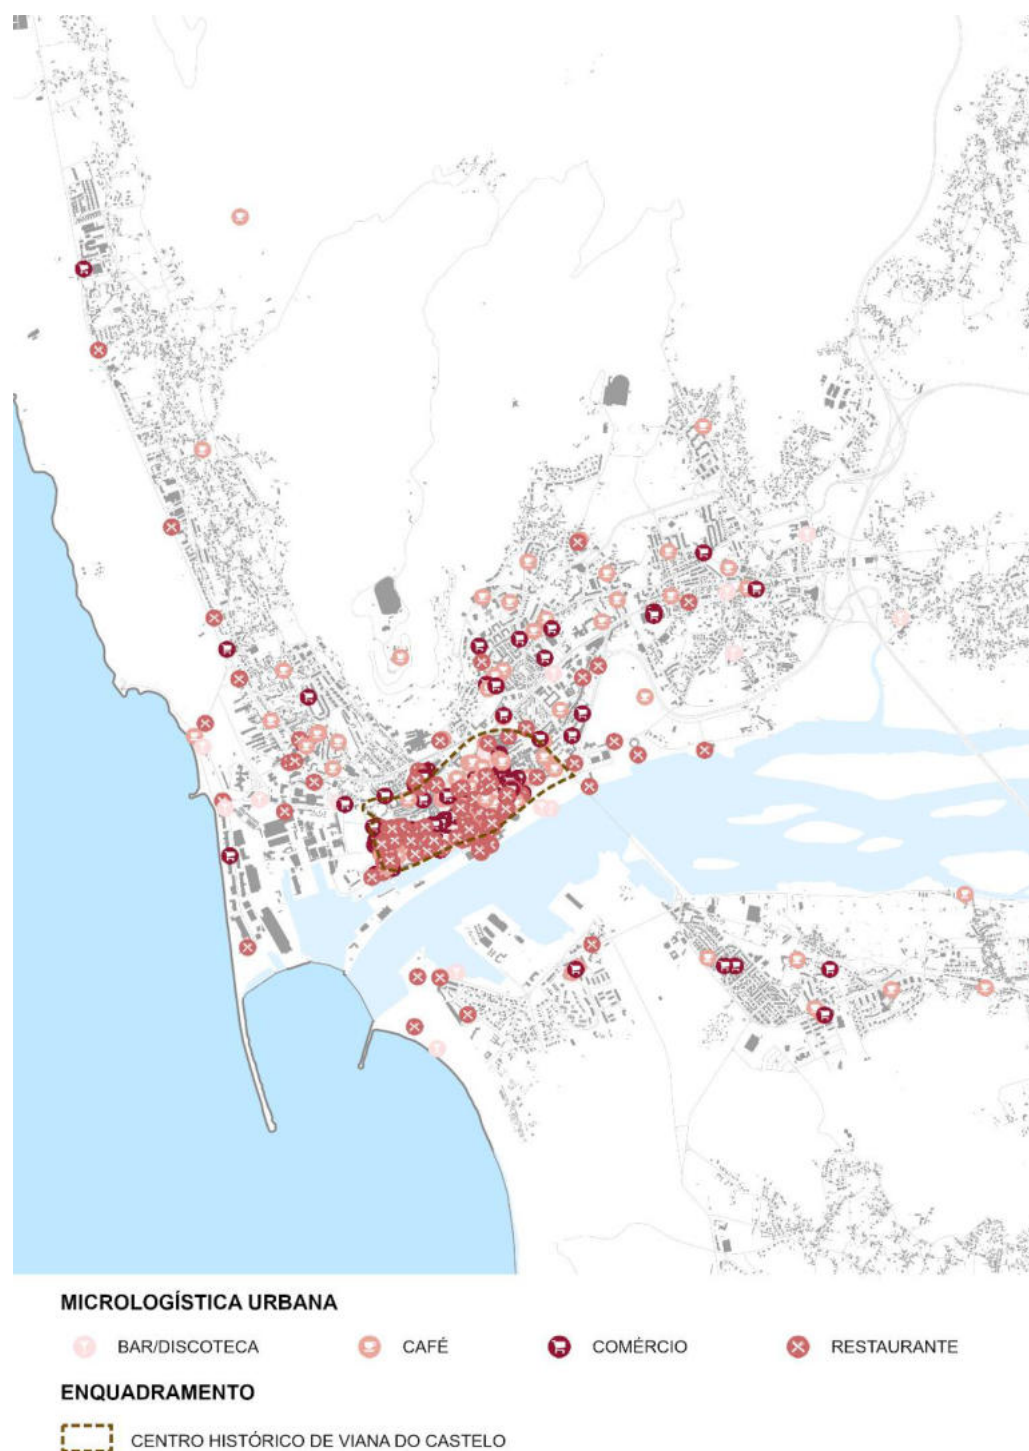 MICROLOGÍSTICA URBANA
BAR/DISCOTECA
CAFÉ
COMÉRCIO
RESTAURANTE
ENQUADRAMENTO
CENTRO HISTÓRICO DE VIANA DO CASTELO